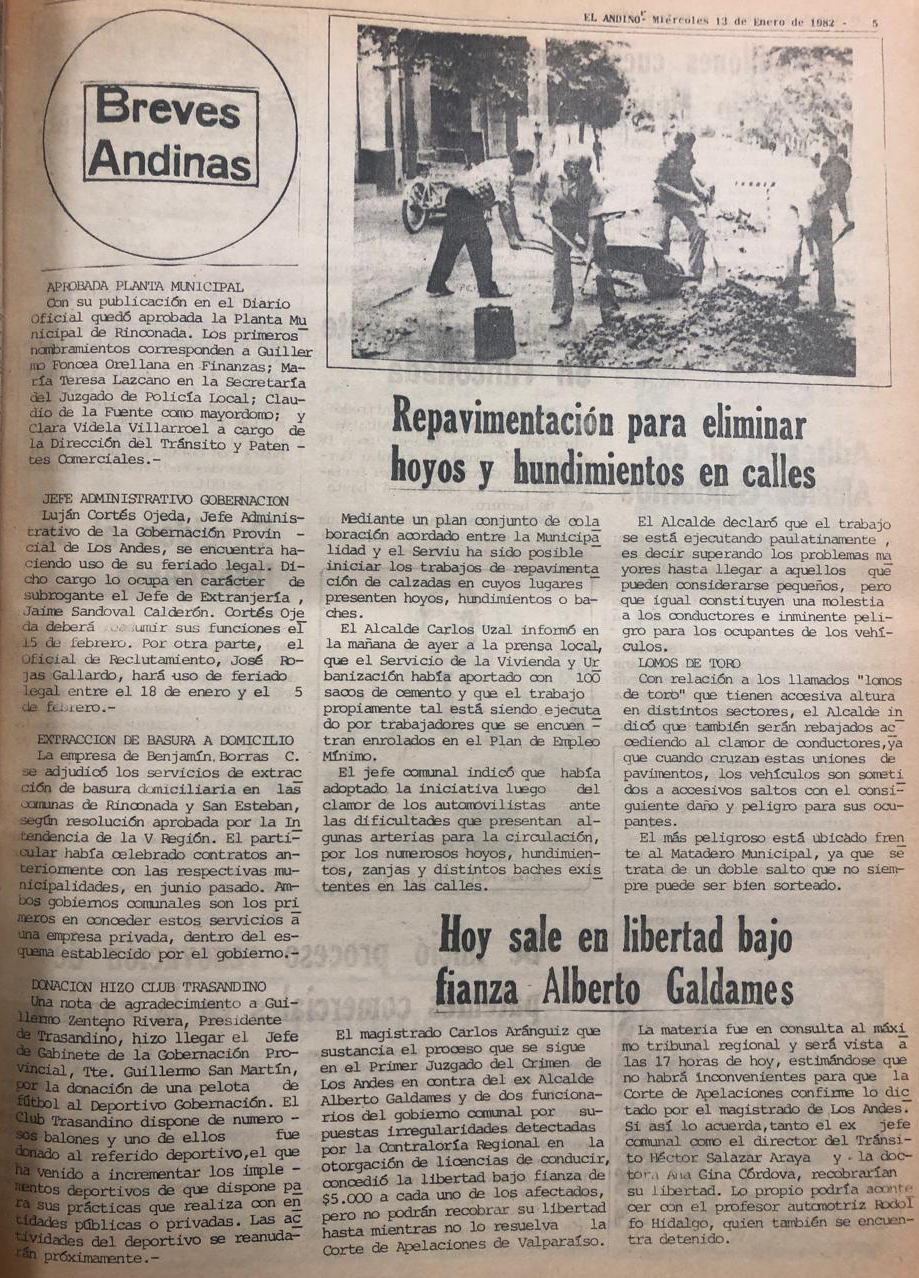 EL ANDINO- Miércoles 13 de Enero de 1982 - 5
Breves
Andinas
APROBADA PLANTA MUNICIPAL
Con su publicación en el Diario
Oficial quedó aprobada la Planta Mu
nicipal de Rinconada. Los primeros
nombramientos corresponden a Guiller
mo Foncea Orellana en Finanzas; Ma-
ría Teresa Lazcano en la Secretaría
del Juzgado de Policía Local; Clau-
dio de la Fuente como mayordomo; y
Clara Videla Villarroel a cargo de
la Dirección del Tránsito y Paten -
tes Comerciales.-
JEFE ADMINISTRATIVO GOBERNACION
Luján Cortés Ojeda, Jefe Adminis-
trativo de la Gobernación Provin -
cial de Los Andes, se encuentra ha-
ciendo uso de su feriado legal. Di-
cho cargo lo ocupa en carácter de
subrogante el Jefe de Extranjería ,
Jaime Sandoval Calderón. Cortés Oje
da deberá sumir sus funciones el
15 de febrero. Por otra parte, el
Oficial de Reclutamiento, José Ro-
jas Gallardo, hará uso de feriado
legal entre el 18 de enero y el 5
de febrero.-
EXTRACCION DE BASURA A DOMICILIO
La empresa de Benjamín. Borras C.
se adjudicó los servicios de extrac
ción de basura domiciliaria en las
comunas de Rinconada y San Esteban,
según resolución aprobada por la In
tendencia de la V Región. El parti-
cular había celebrado contratos an-
teriormente con las respectivas mu-
nicipalidades, en junio pasado. Am-
bos gobiernos comunales son los pri
meros en conceder estos servicios a
una empresa privada, dentro del es-
quema establecido por el gobierno.-
DONACION HIZO CLUB TRASANDINO
Una nota de agradecimiento a Gui-
llermo Zenteno Rivera, Presidente
de Trasandino, hizo llegar el Jefe
de Gabinete de la Gobernación Pro-
vincial, Tte. Guillermo San Martín,
por la donación de una pelota de
fútbol al Deportivo Gobernación. El
Club Trasandino dispone de numero -
sos balones y uno de ellos fue
donado al referido deportivo,el que
ha venido a incrementar los imple -
mentos deportivos de que dispone pa
ra sus prácticas que realiza con en
tidades públicas o privadas. Las ac
tividades del deportivo se reanuda-
rán próximamente.-
Repavimentación para eliminar
hoyos y hundimientos en calles
Mediante un plan conjunto de cola
boración acordado entre la Municipa
lidad y el Serviu ha sido posible
iniciar los trabajos de repavimenta
ción de calzadas en cuyos lugares
presenten hoyos, hundimientos o ba-
ches.
El Alcalde Carlos Uzal informó en
la mañana de ayer a la prensa local,
que el Servicio de la Vivienda y Ur
banización había aportado con 100
sacos de cemento y que el trabajo
propiamente tal está siendo ejecuta
do por trabajadores que se encuen -
tran enrolados en el Plan de Empleo
Mínimo.
El jefe comunal indicó que había
adoptado la iniciativa luego del
clamor de los automóvilistas ante
las dificultades que presentan al-
gunas arterias para la circulación,
por los numerosos hoyos, hundimien-
tos, zanjas y distintos baches exis
tentes en las calles.
El Alcalde declaró que el trabajo
se está ejecutando paulatinamente ,
es decir superando los problemas ma
yores hasta llegar a aquellos que
pueden considerarse pequeños, pero
que igual constituyen una molestia
a los conductores e inminente peli-
gro para los ocupantes de los vehí-
culos.
LOMOS DE TORO
Con relación a los llamados "lomos
de toro" que tienen accesiva altura
en distintos sectores, el Alcalde in
dicó que también serán rebajados ac
cediendo al clamor de conductores,ya
que cuando cruzan estas uniones de
pavimentos, los vehículos son someti
dos a accesivos saltos con el consi-
guiente daño y peligro para sus ocu-
pantes.
El más peligroso está ubicado fren
te al Matadero Municipal, ya que se
trata de un doble salto que no siem-
pre puede ser bien sorteado.
Hoy sale en libertad bajo
fianza Alberto Galdames
El magistrado Carlos Aránguiz que
sustancia el proceso que se sigue
en el Primer Juzgado del Crimen de
Los Andes en contra del ex Alcalde
Alberto Galdames y de dos funciona-
rios del gobierno comunal por su-
puestas irregularidades detectadas
por la Contraloría Regional en la
otorgación de licencias de conducir,
concedió la libertad bajo fianza de
$5.000 a cada uno de los afectados,
pero no podrán recobrar su libertad
hasta mientras no lo resuelva la
Corte de Apelaciones de Valparaíso.
La materia fue en consulta al máxi
mo tribunal regional y será vista a
las 17 horas de hoy, estimándose que
no habrá inconvenientes para que la
Corte de Apelaciones confirme lo dic
tado por el magistrado de Los Andes.
Si así lo acuerda,tanto el ex jefe
comunal como el director del Tránsi-
to Héctor Salazar Araya y la doc-
tora Ana Gina Córdova, recobrarían
su libertad. Lo propio podría aconte
cer con el profesor automotriz Rodol
fo Hidalgo, quien también se encuen-
tra detenido.